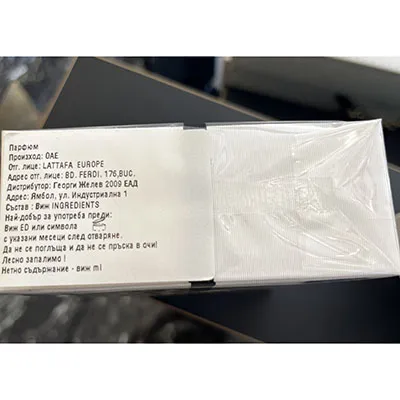 Парфюм
Произход: ОАЕ
Отг. лице: LATTAFA EUROPE
Адрес отг. лице: BD. FERDI. 176,BUC.
Дистрибутор: Георги Желев 2009 ЕАД
Адрес: Ямбол, ул. Индустриална 1
Състав : Виж INGREDIENTS
Най-добър за употреба преди:
Виж ED или символа
с указани месеци след отваряне.
Да не се поглъща и да не се пръска в очи!
Лесно запалимо !
Нетно съдържание - виж ml